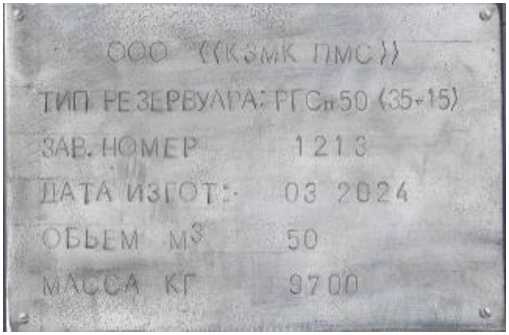 ООО ((КЗМК ПМС))
ТИП РЕЗЕРВУАРА: РГСп50 (35+15)
ЗАВ. НОМЕР 1213
ДАТА ИЗГОТ: 03 2024
ОБЬЕМ М3 50
МАССА КГ 9700